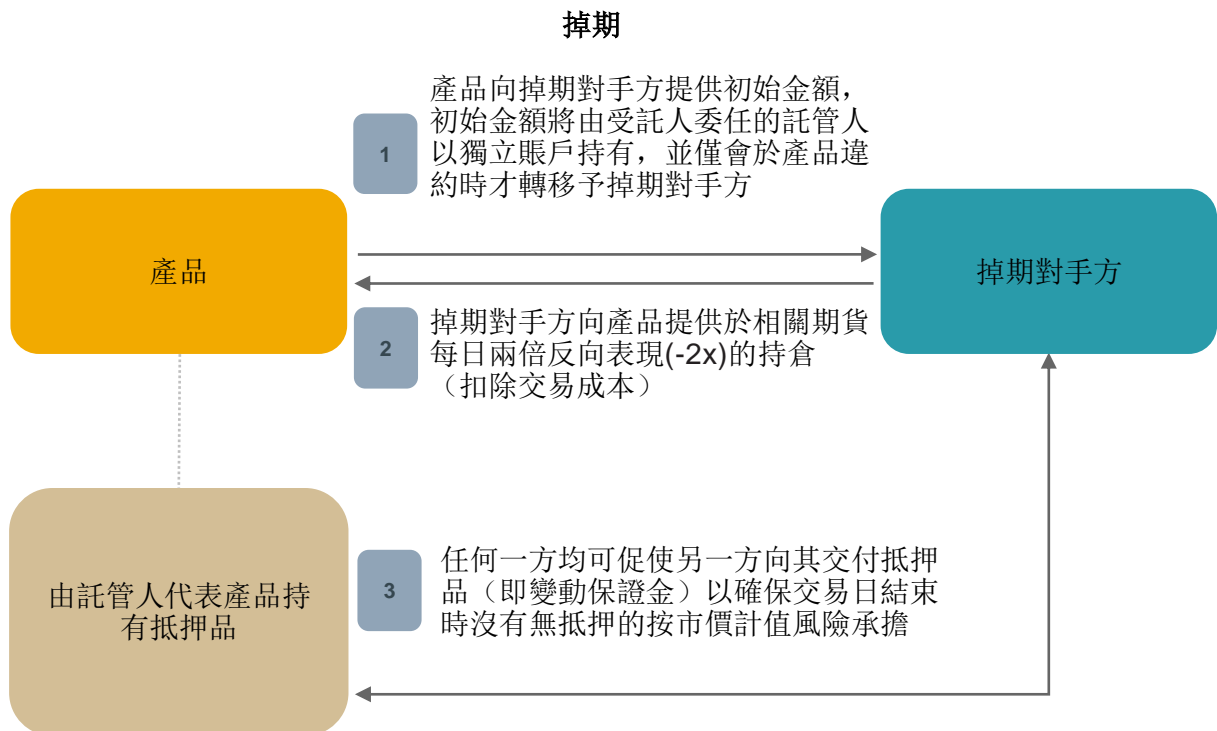 掉期
產品向掉期對手方提供初始金額，
初始金額將由受託人委任的託管人
以獨立賬戶持有，並僅會於產品違
約時才轉移予掉期對手方
1
產品
掉期對手方
2
掉期對手方向產品提供於相關期貨
每日兩倍反向表現(-2x)的持倉
（扣除交易成本）
由託管人代表產品持
有抵押品
3
任何一方均可促使另一方向其交付抵押
品（即變動保證金）以確保交易日結束
時沒有無抵押的按市價計值風險承擔